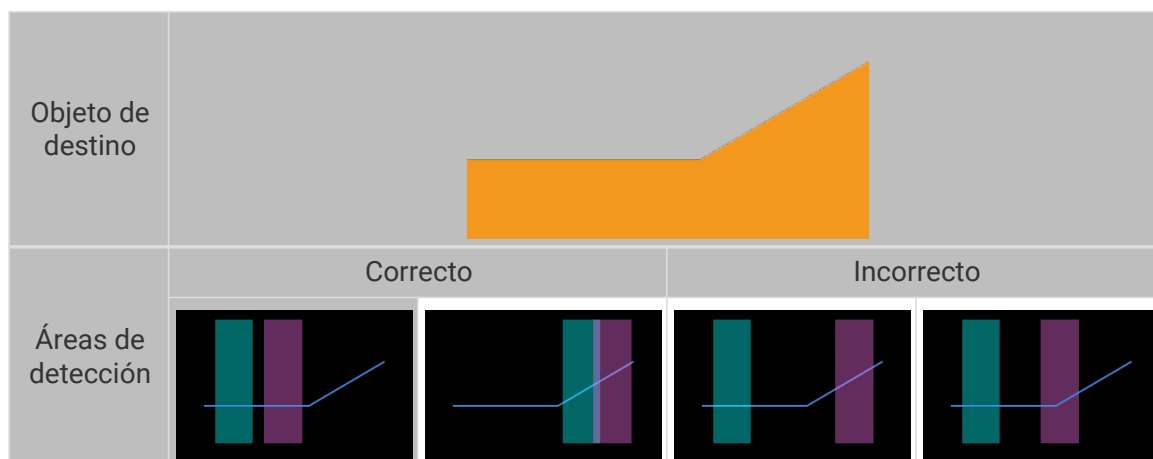 Objeto de
destino
Correcto
Incorrecto
Áreas de
detección